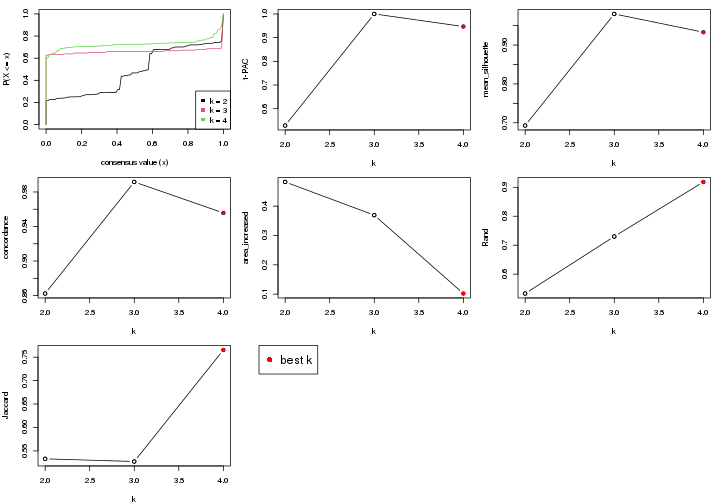 P(X <= x)
0.0 0.2 0.4 0.6 0.8 1.0
k = 2
k = 3
k = 4
0.0 0.2 0.4 0.6 0.8 1.0
consensus value (x)
1-PAC
0.6 0.7 0.8 0.9 1.0
2.0 2.5 3.0 3.5 4.0
k
mean_silhouette
0.70 0.80 0.90
2.0 2.5 3.0 3.5 4.0
k
concordance
0.86 0.90 0.94 0.98
2.0 2.5 3.0 3.5 4.0
k
area_increased
0.1 0.2 0.3 0.4
2.0 2.5 3.0 3.5 4.0
k
Rand
0.6 0.7 0.8 0.9
2.0 2.5 3.0 3.5 4.0
k
Jaccard
0.55 0.60 0.65 0.70 0.75
2.0 2.5 3.0 3.5 4.0
k
best k